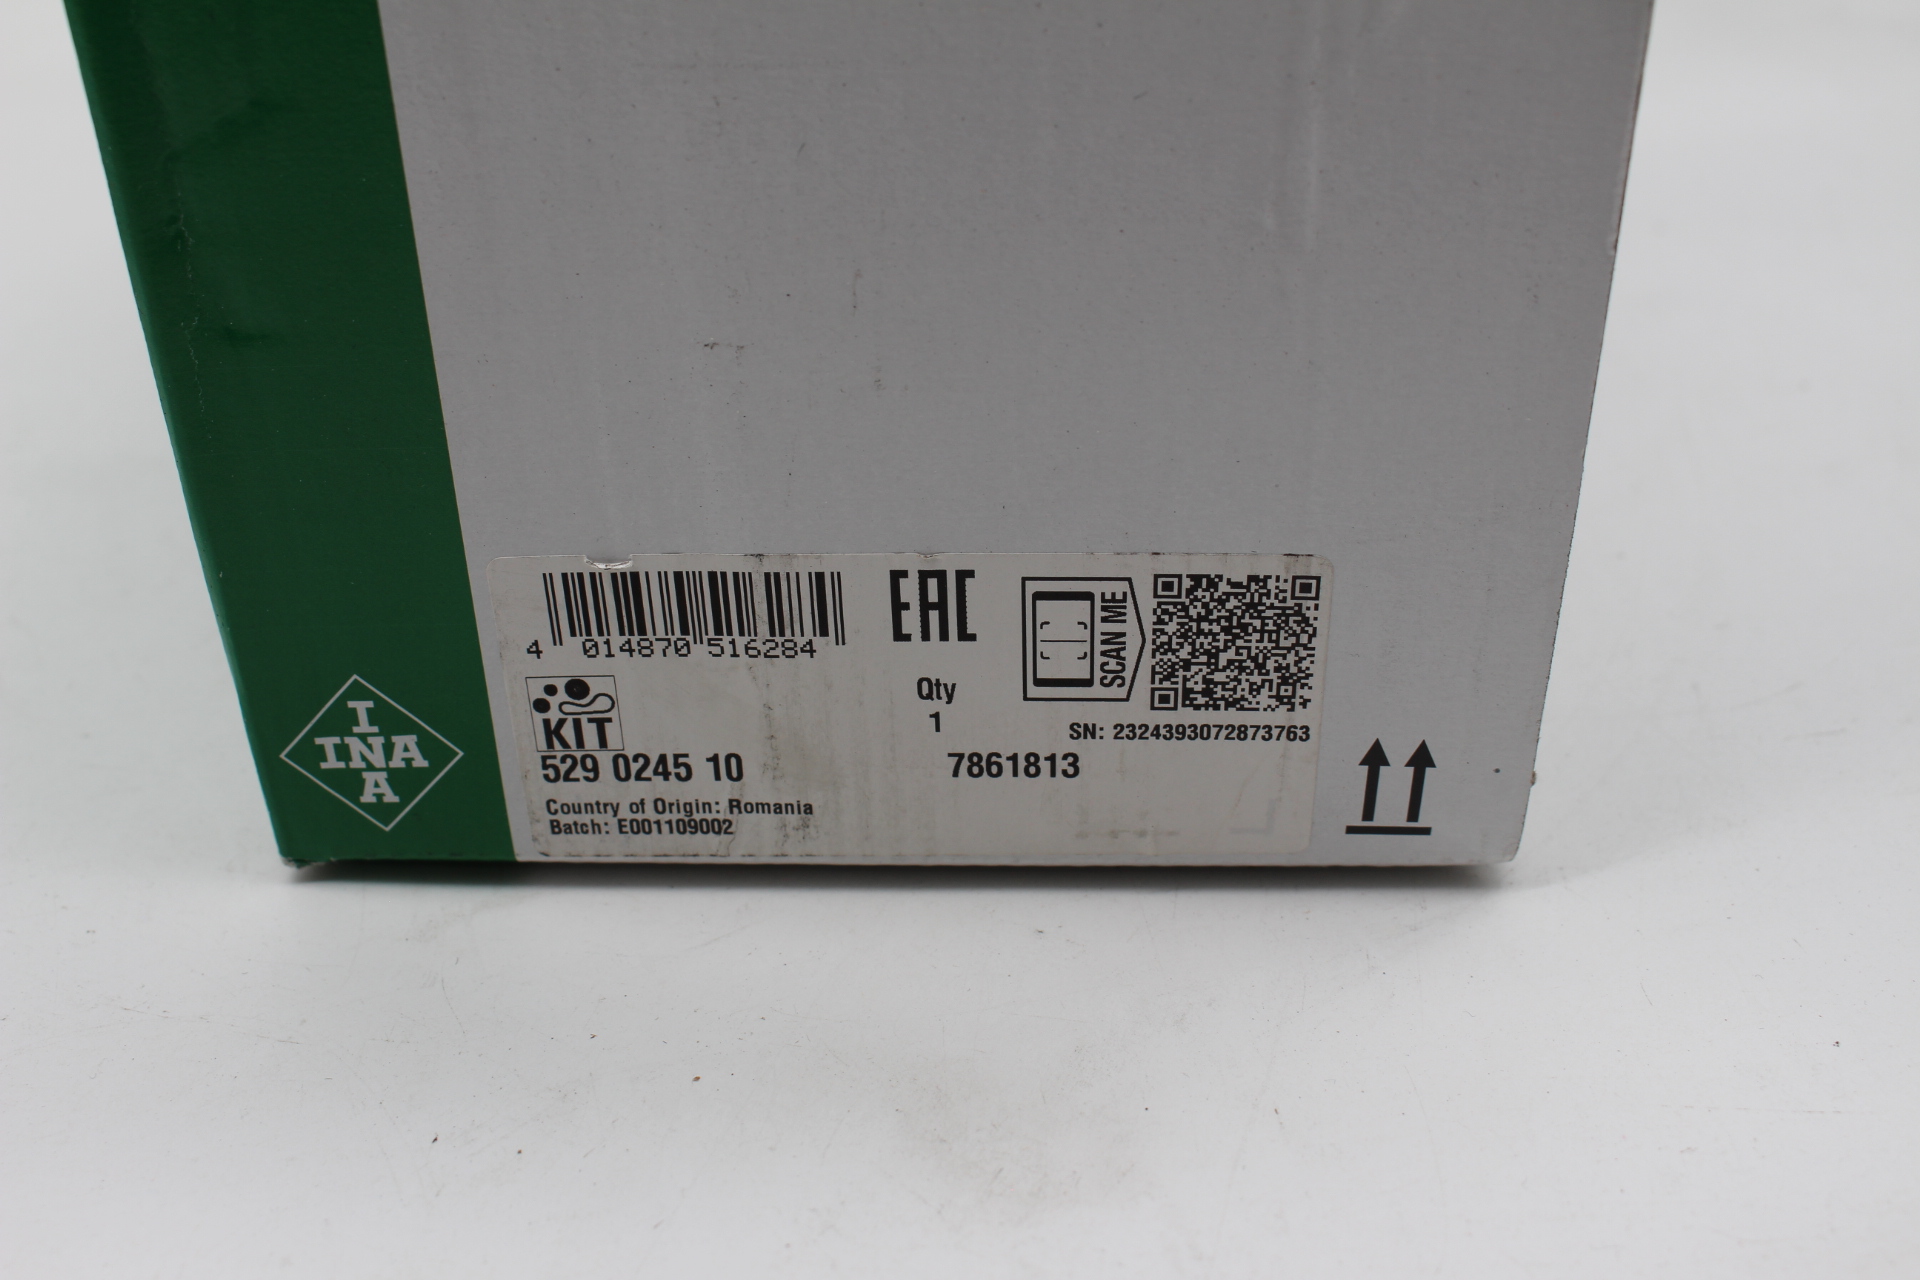 4 014870 516284
EAC
SCAN ME
KIT
Qty
1
SN: 2324393072873763
529 0245 10
7861813
Country of Origin: Romania
Batch: E001109002
I
INA
A